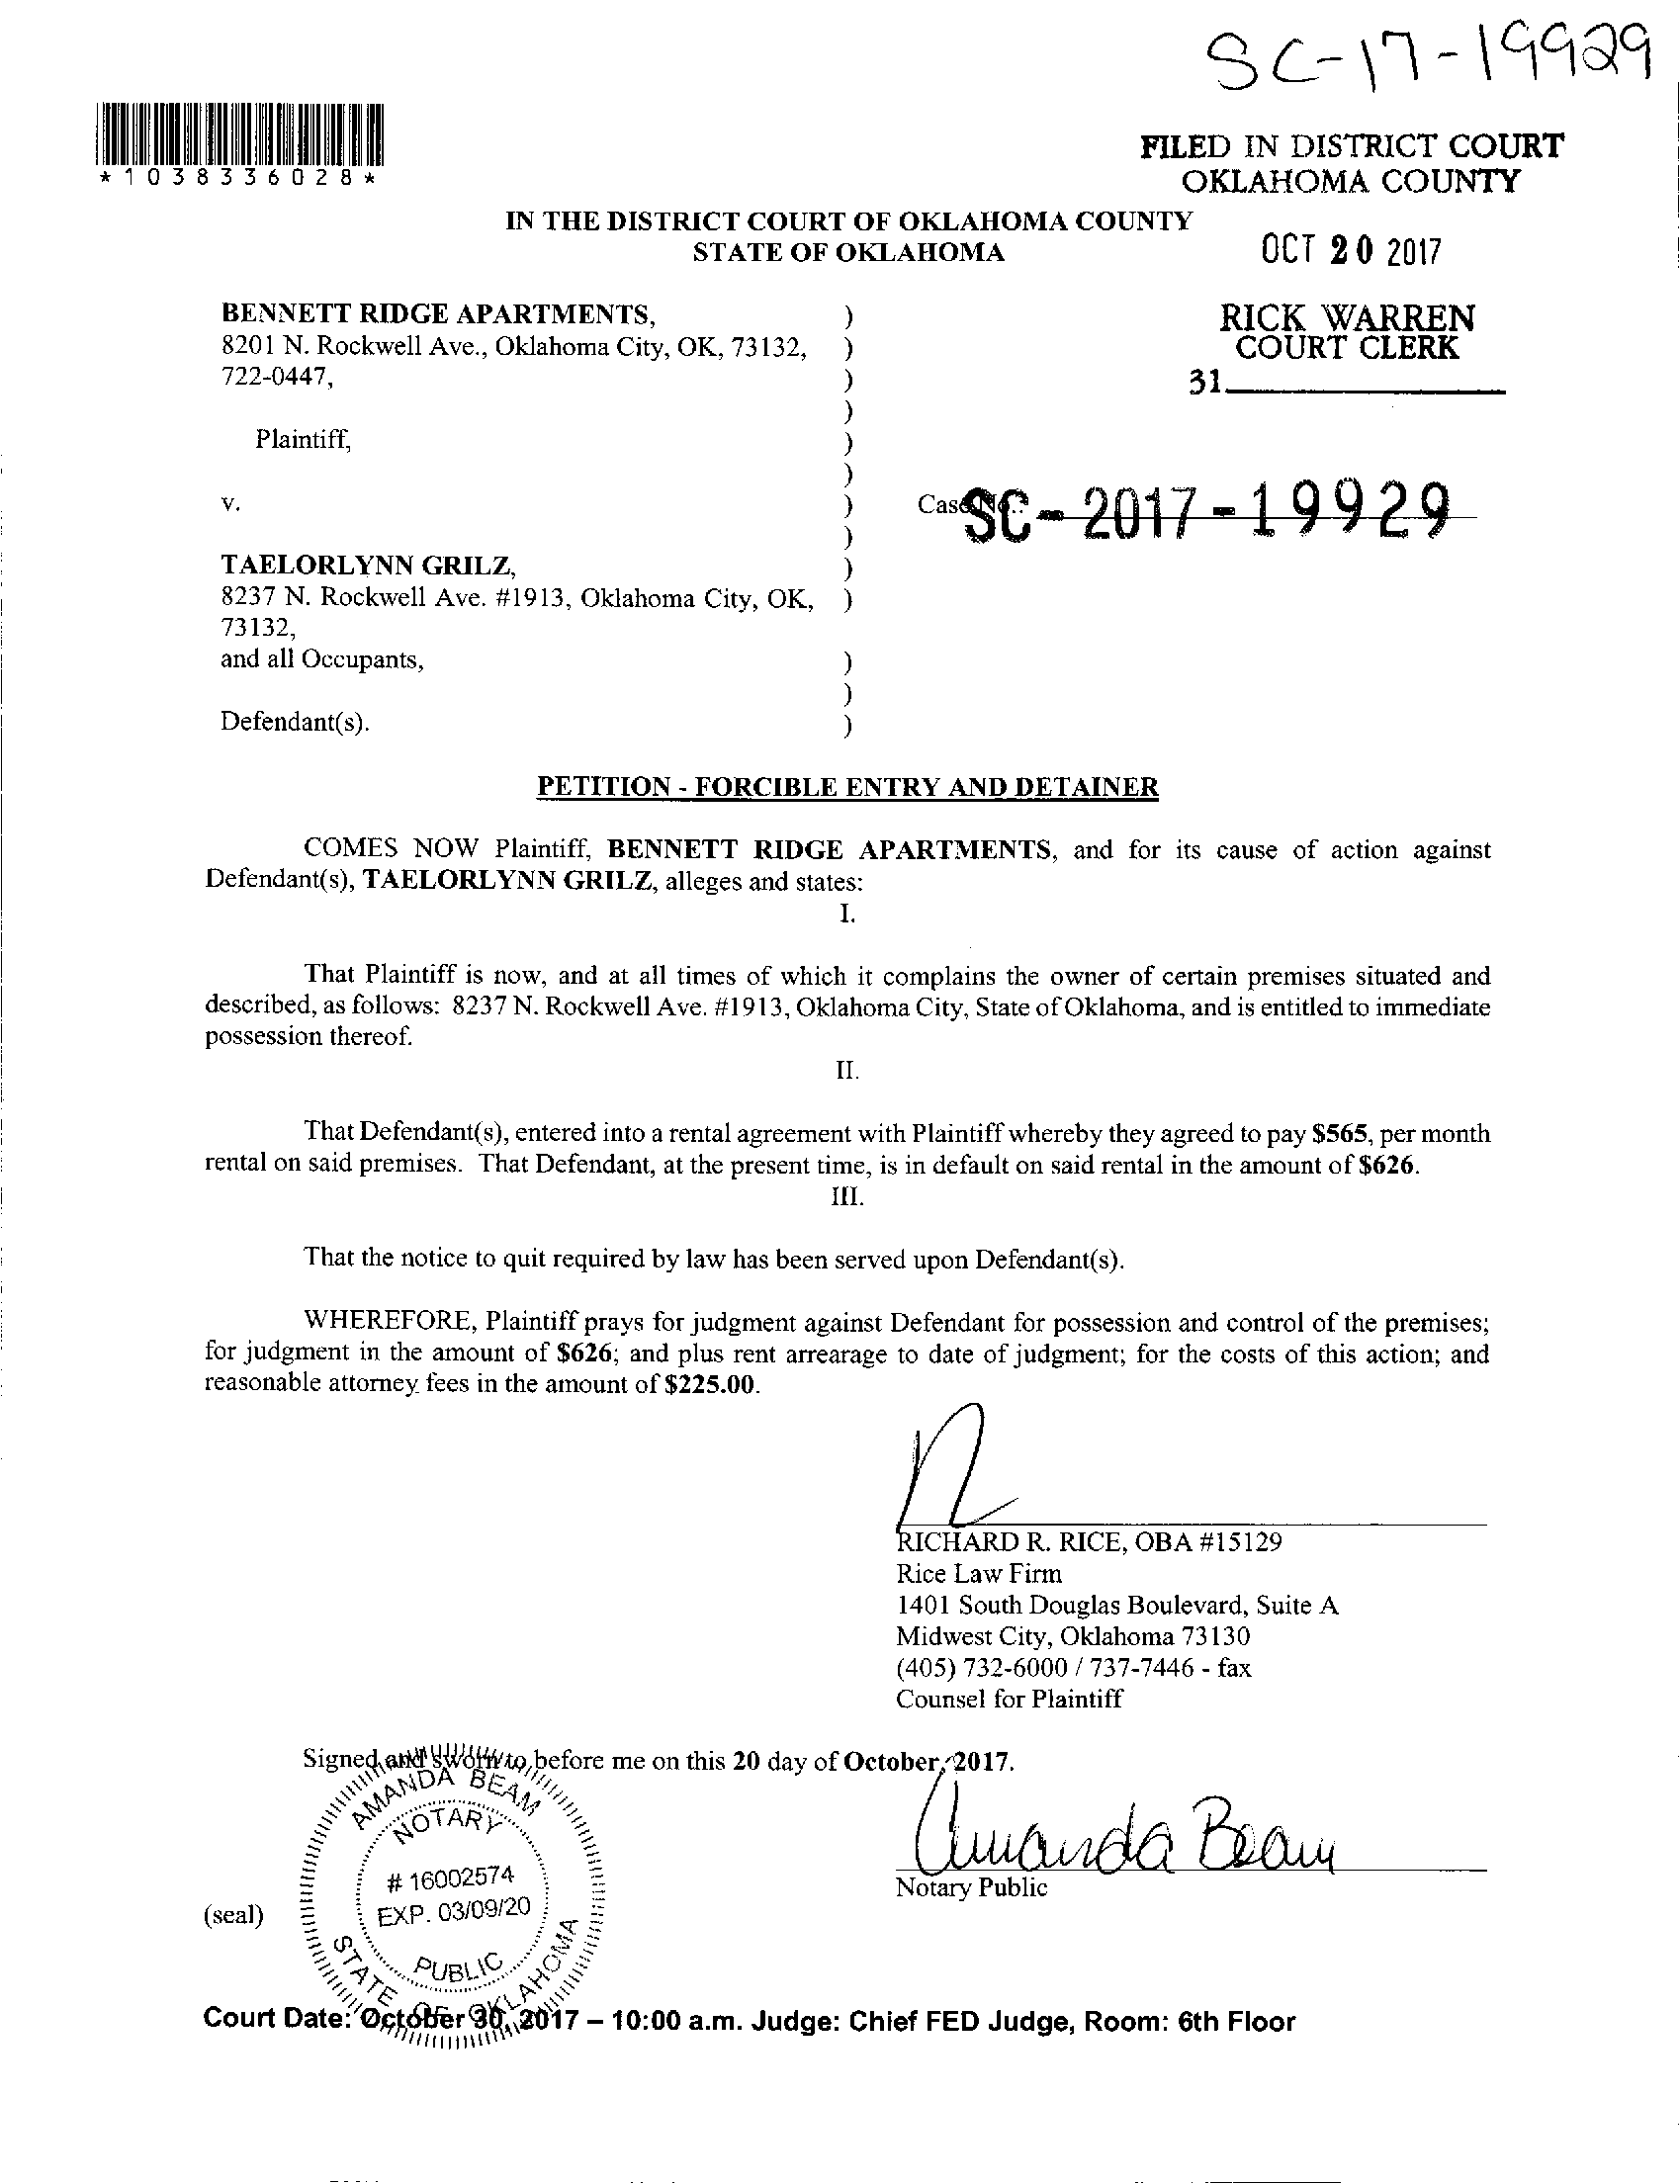 SC-17-19929
*1038336028*
FILED IN DISTRICT COURT
OKLAHOMA COUNTY
IN THE DISTRICT COURT OF OKLAHOMA COUNTY
STATE OF OKLAHOMA
OCT 20 2017
BENNETT RIDGE APARTMENTS, )
8201 N. Rockwell Ave., Oklahoma City, OK, 73132, )
722-0447, )
)
Plaintiff, )
)
v. )
)
TAELORLYNN GRILZ, )
8237 N. Rockwell Ave. #1913, Oklahoma City, OK, )
73132,
and all Occupants, )
)
Defendant(s). )
RICK WARREN
COURT CLERK
31
Case No.: SC-2017-19929
PETITION - FORCIBLE ENTRY AND DETAINER
COMES NOW Plaintiff, BENNETT RIDGE APARTMENTS, and for its cause of action against
Defendant(s), TAELORLYNN GRILZ, alleges and states:
I.
That Plaintiff is now, and at all times of which it complains the owner of certain premises situated and
described, as follows: 8237 N. Rockwell Ave. #1913, Oklahoma City, State of Oklahoma, and is entitled to immediate
possession thereof.
II.
That Defendant(s), entered into a rental agreement with Plaintiff whereby they agreed to pay $565, per month
rental on said premises. That Defendant, at the present time, is in default on said rental in the amount of $626.
III.
That the notice to quit required by law has been served upon Defendant(s).
WHEREFORE, Plaintiff prays for judgment against Defendant for possession and control of the premises;
for judgment in the amount of $626; and plus rent arrearage to date of judgment; for the costs of this action; and
reasonable attorney fees in the amount of $225.00.
RICHARD R. RICE, OBA #15129
Rice Law Firm
1401 South Douglas Boulevard, Suite A
Midwest City, Oklahoma 73130
(405) 732-6000 / 737-7446 - fax
Counsel for Plaintiff
Signed and sworn to before me on this 20 day of October, 2017.
Amanda Beam
Notary Public
(seal)
AMANDA BEAM
NOTARY
# 16002574
EXP. 03/09/20
PUBLIC
STATE OF OKLAHOMA
Court Date: October 30, 2017 – 10:00 a.m. Judge: Chief FED Judge, Room: 6th Floor